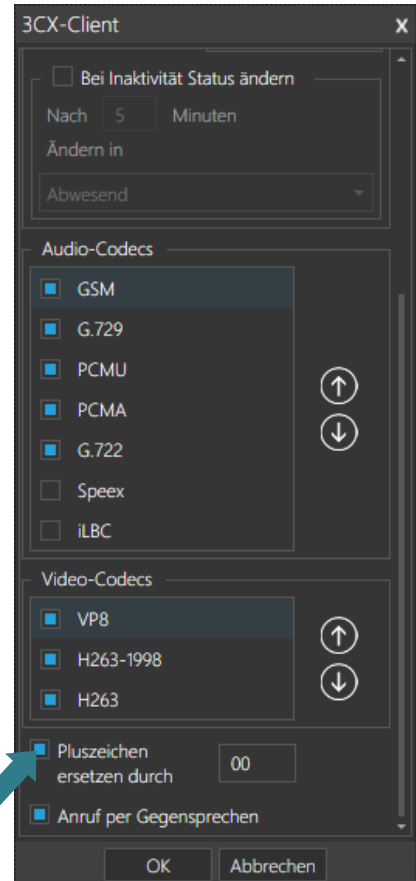 3CX-Client x
Bei Inaktivität Status ändern
Nach 5 Minuten
Ändern in
Abwesend
Audio-Codecs
GSM
G.729
PCMU
PCMA
G.722
Speex
iLBC
Video-Codecs
VP8
H263-1998
H263
Pluszeichen
ersetzen durch 00
Anruf per Gegensprechen
OK Abbrechen